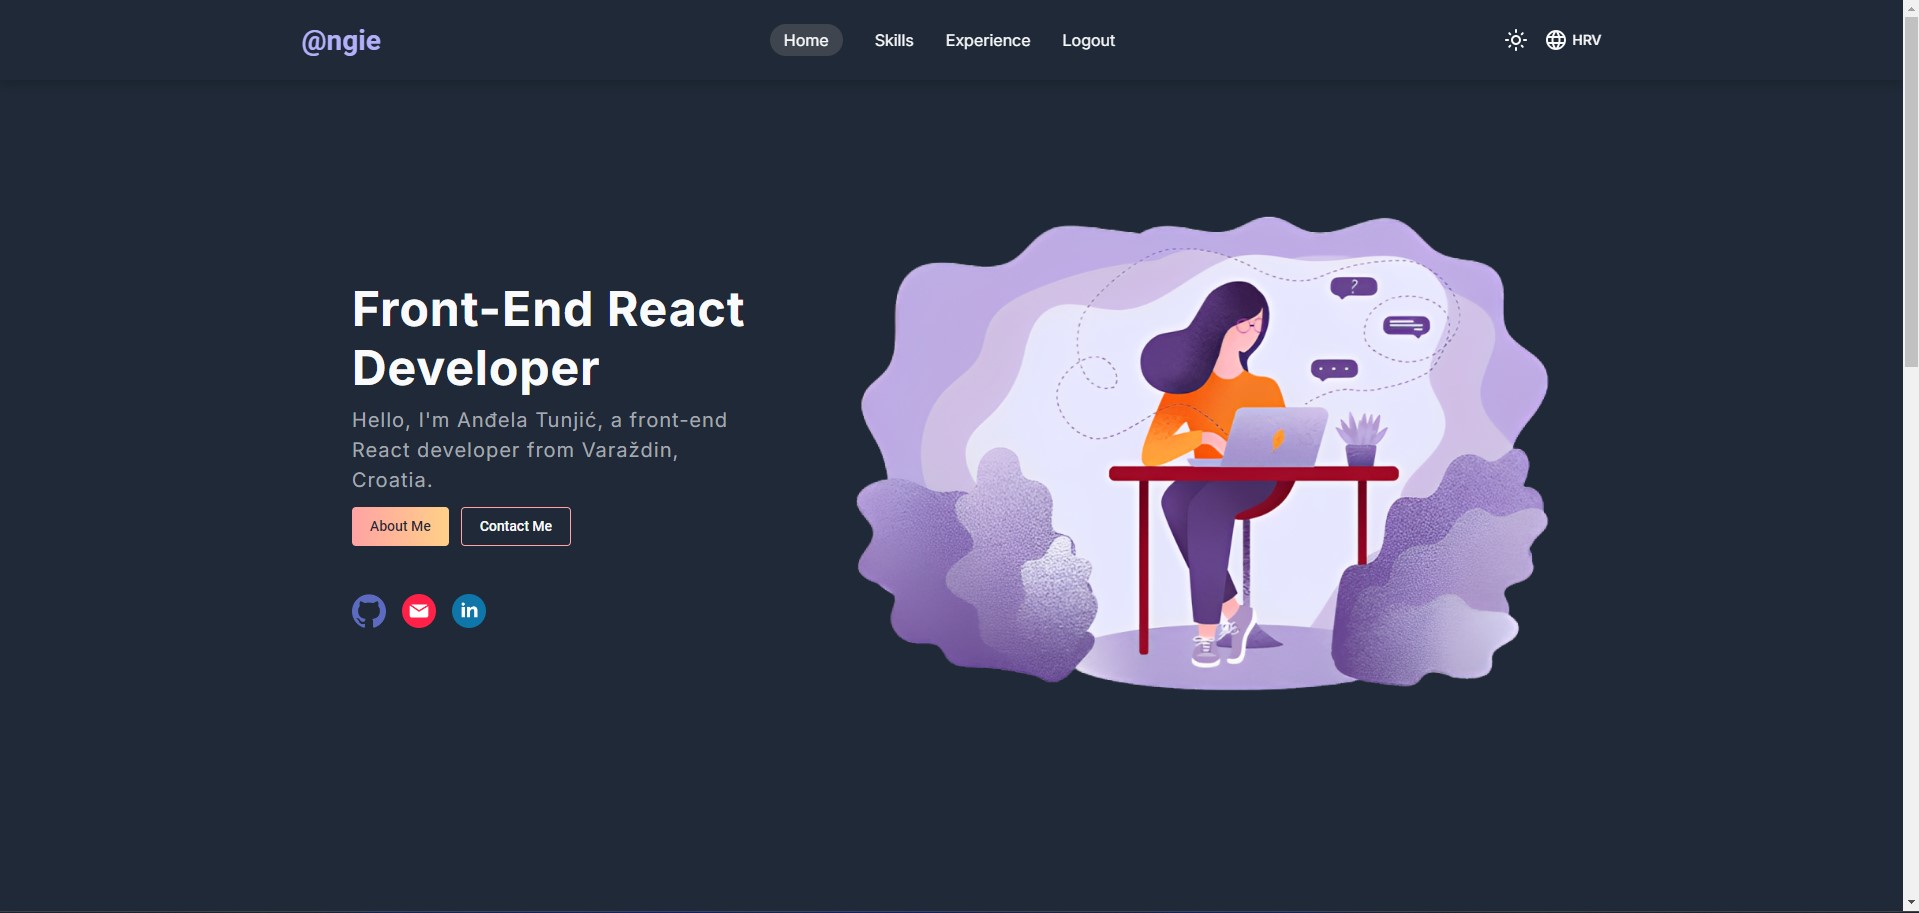 @ngie
Home
Skills
Experience
Logout
HRV
Front-End React
Developer
Hello, I'm Anđela Tunjić, a front-end
React developer from Varaždin,
Croatia.
About Me
Contact Me
in
?